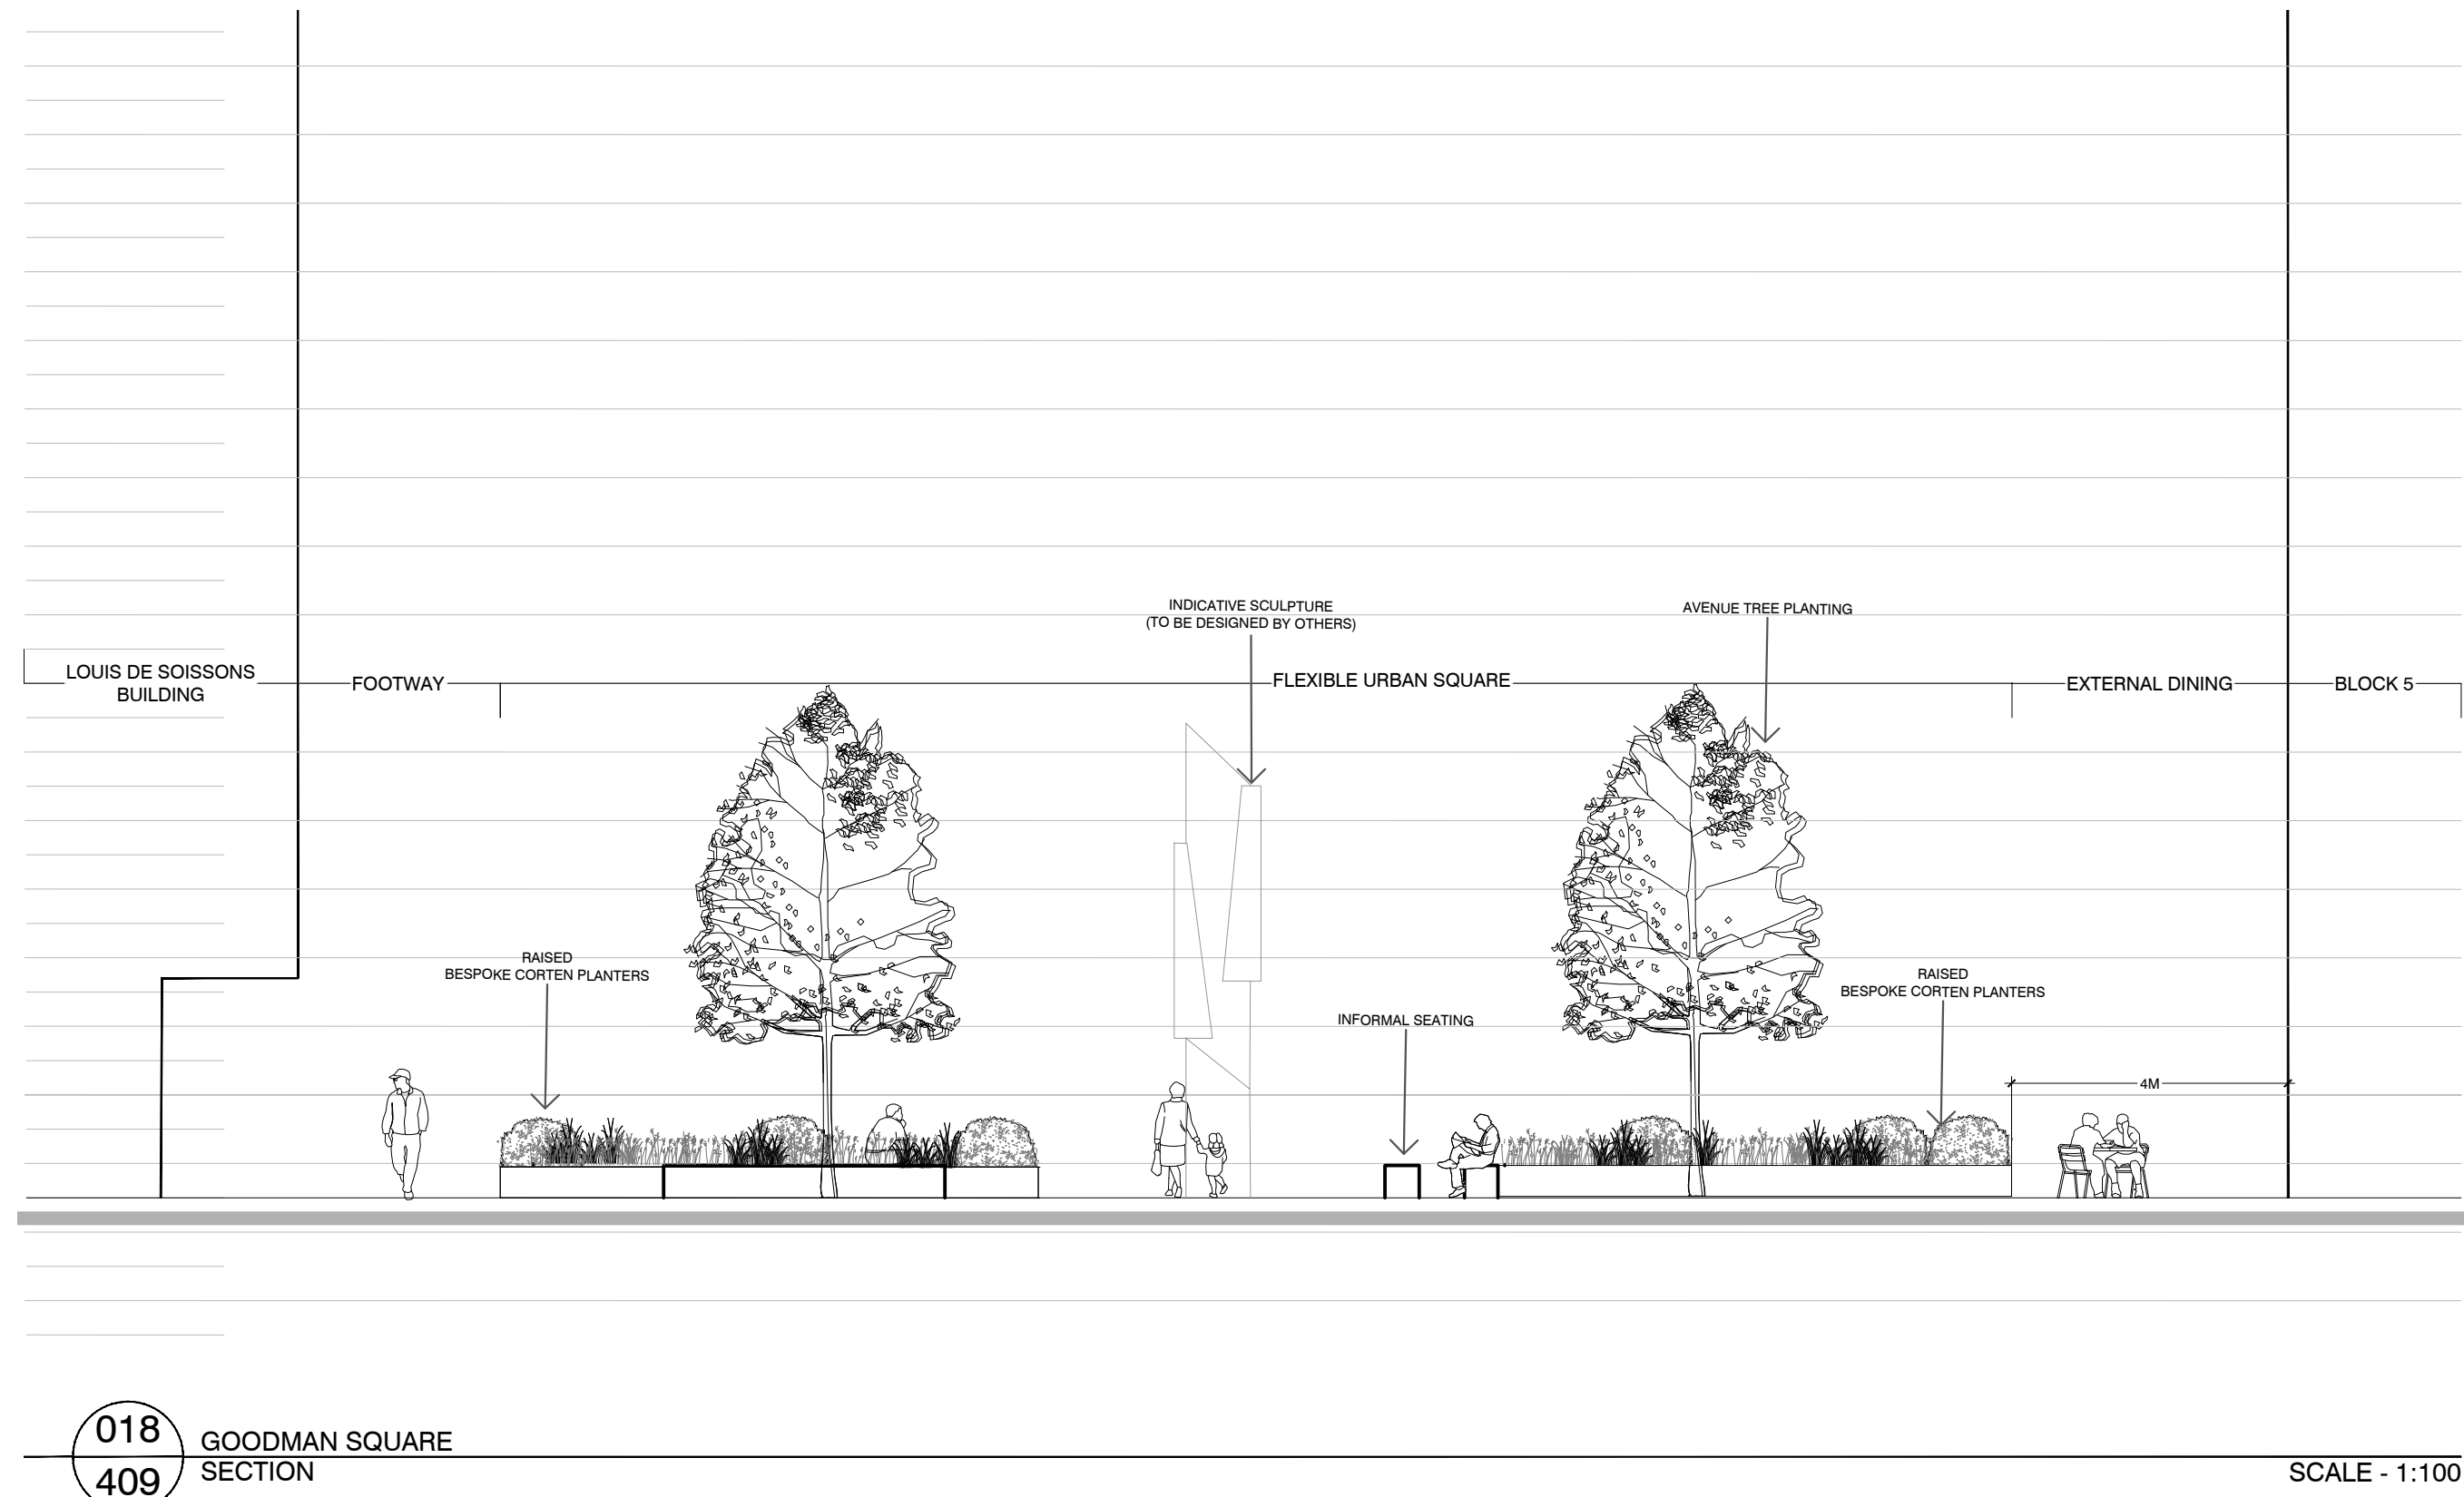 INDICATIVE SCULPTURE
(TO BE DESIGNED BY OTHERS)
AVENUE TREE PLANTING
LOUIS DE SOISSONS
BUILDING
FOOTWAY
FLEXIBLE URBAN SQUARE
EXTERNAL DINING
BLOCK 5
RAISED
BESPOKE CORTEN PLANTERS
RAISED
BESPOKE CORTEN PLANTERS
INFORMAL SEATING
4M
018
409
GOODMAN SQUARE
SECTION
SCALE - 1:100